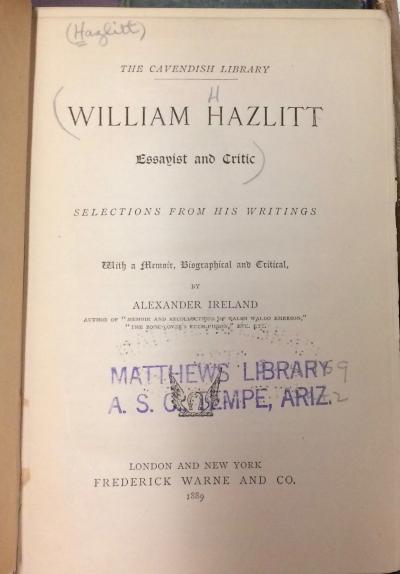 (Hazlitt)
THE CAVENDISH LIBRARY
H
(WILLIAM HAZLITT
Essayist and Critic)
SELECTIONS FROM HIS WRITINGS
With a Memoir, Biographical and Critical,
BY
ALEXANDER IRELAND
AUTHOR OF "MEMOIR AND RECOLLECTIONS OF RALPH WALDO EMERSON,"
"THE BOOK-LOVER'S ENCHIRIDION," ETC. ETC.
MATTHEWS LIBRARY
A. S. C. TEMPE, ARIZ.
LONDON AND NEW YORK
FREDERICK WARNE AND CO.
1889